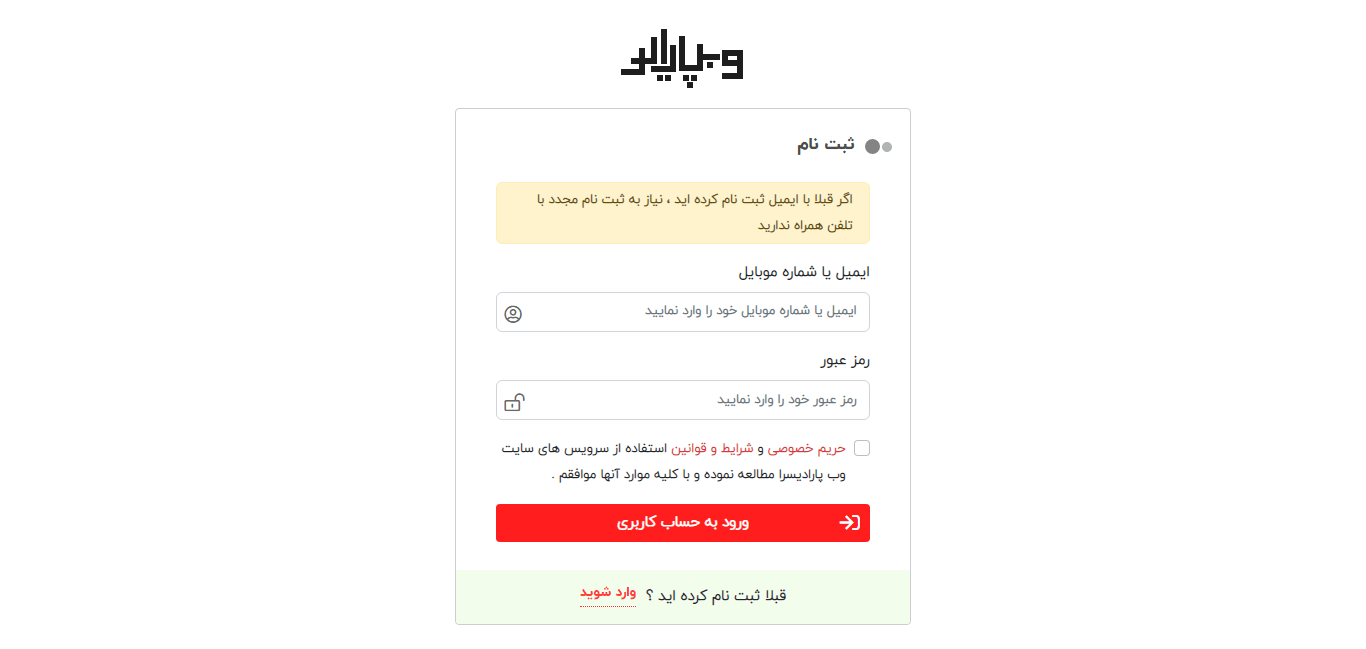 وب پارادایس
ثبت نام
اگر قبلا با ایمیل ثبت نام کرده اید ، نیاز به ثبت نام مجدد با
تلفن همراه ندارید
ایمیل یا شماره موبایل
ایمیل یا شماره موبایل خود را وارد نمایید
رمز عبور
رمز عبور خود را وارد نمایید
حریم خصوصی و شرایط و قوانین استفاده از سرویس های سایت
وب پارادیسرا مطالعه نموده و با کلیه موارد آنها موافقم .
ورود به حساب کاربری
قبلا ثبت نام کرده اید ؟ وارد شوید